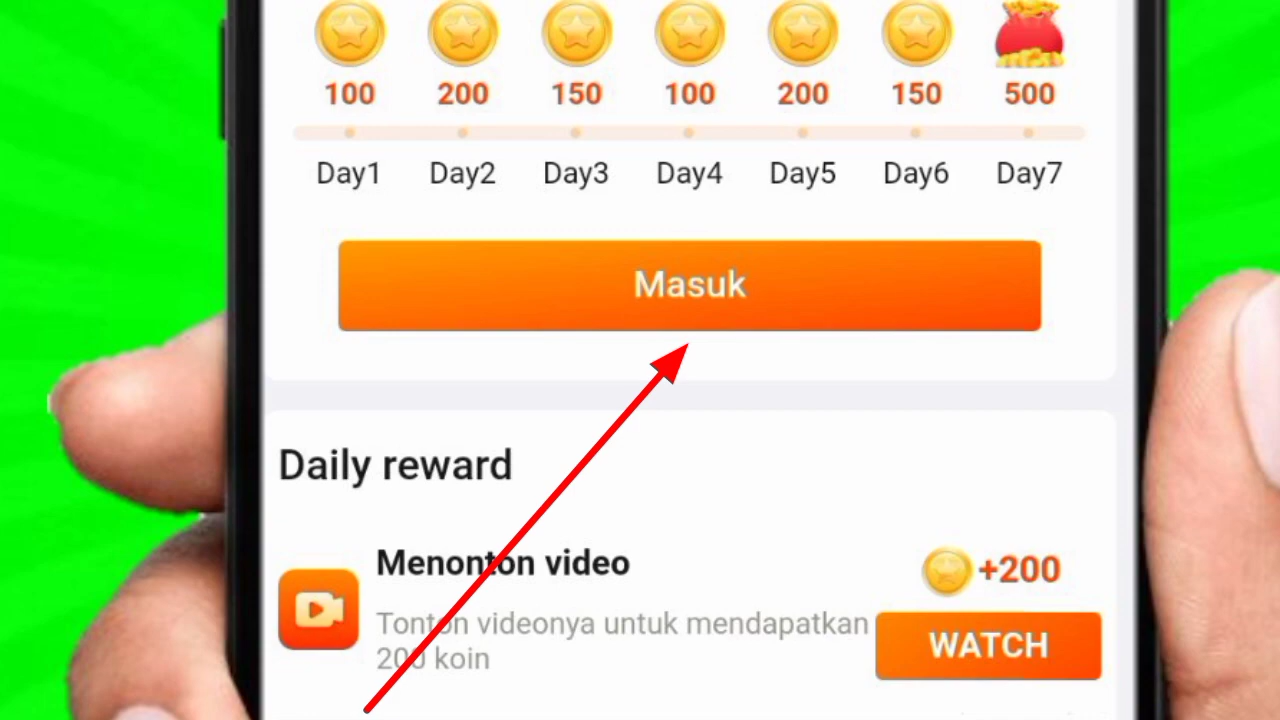 100 200 150 100 200 150 500
Day1 Day2 Day3 Day4 Day5 Day6 Day7
Masuk
Daily reward
Menonton video
+200
Tonton videonya untuk mendapatkan
200 koin
WATCH